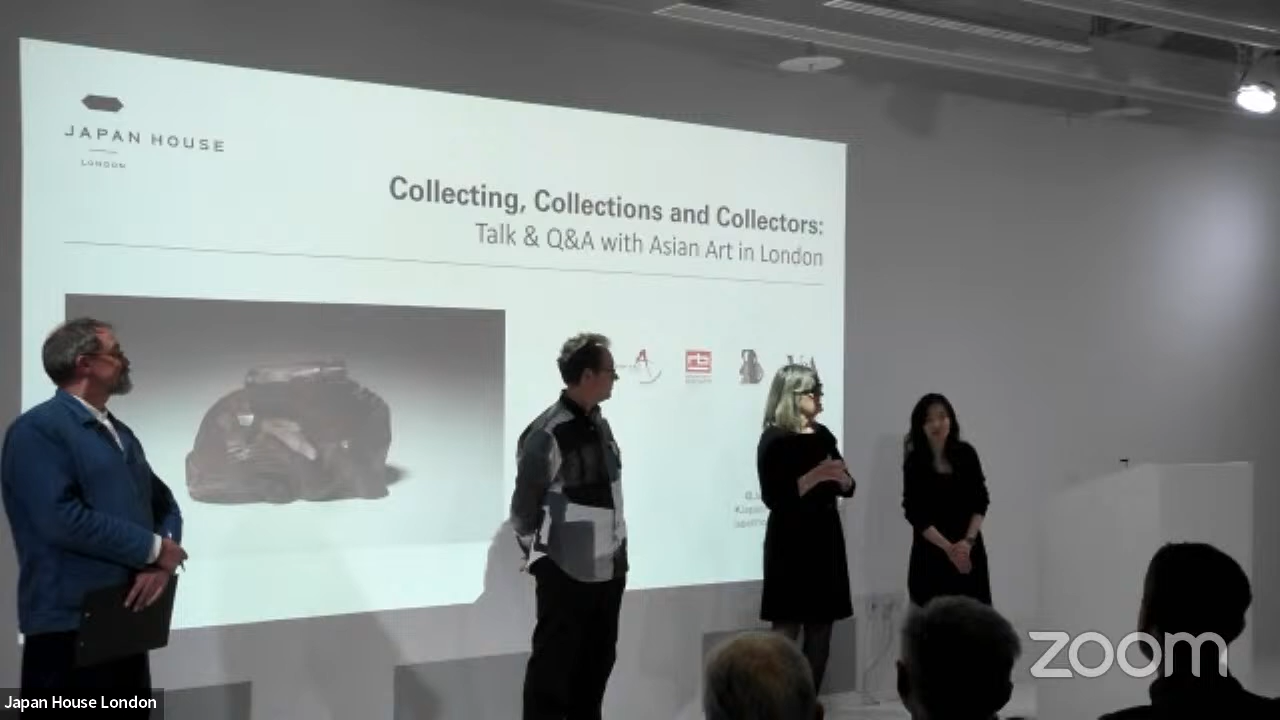 JAPAN HOUSE
LONDON
Collecting, Collections and Collectors:
Talk & Q&A with Asian Art in London
zoom
Japan House London